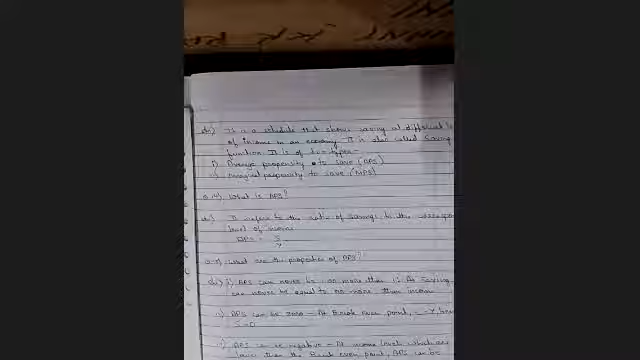 Ans) It is a schedule that shows saving at different
of income in an economy. It is also called Saving
function. It is of two types-
i) Average propensity to save (APS)
ii) Marginal propensity to save (MPS)
Q.4) What is APS?
Ans) It refers to the ratio of savings to the
level of income.
APS = S/Y
What are the properties of APS?
Ans) i) APS can never be 1 or more than 1: As saving
can never be equal to or more than income
ii) APS can be zero - At Break even point,
S=0
iii) APS can be negative - At income levels which are
lower than the Break even point, APS can be